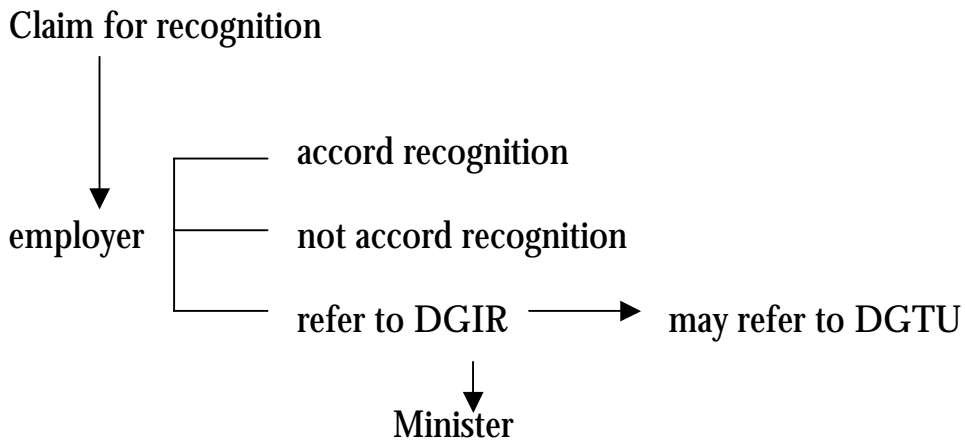 Claim for recognition
accord recognition
employer
not accord recognition
refer to DGIR
may refer to DGTU
Minister